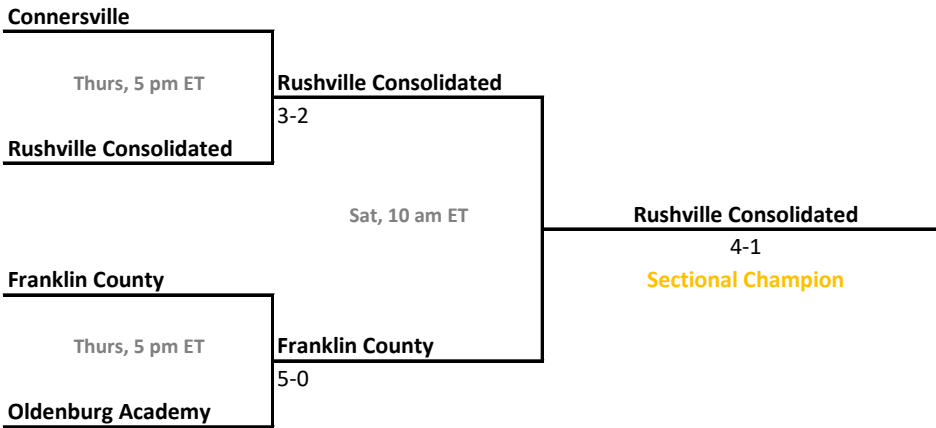 Connersville
Thurs, 5 pm ET
Rushville Consolidated
3-2
Rushville Consolidated
Sat, 10 am ET
Rushville Consolidated
4-1
Sectional Champion
Franklin County
Thurs, 5 pm ET
Franklin County
5-0
Oldenburg Academy